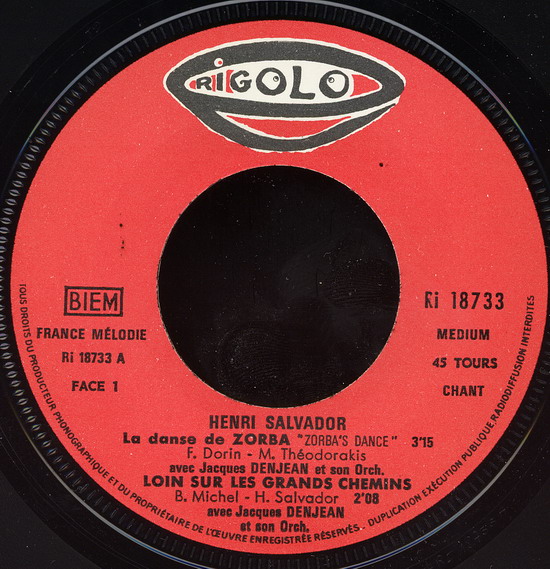 RiGOLO
BIEM
FRANCE MÉLODIE
Ri 18733 A
FACE 1
Ri 18733
MEDIUM
45 TOURS
CHANT
HENRI SALVADOR
La danse de ZORBA "ZORBA'S DANCE" 3'15
F. Dorin - M. Théodorakis
avec Jacques DENJEAN et son Orch.
LOIN SUR LES GRANDS CHEMINS
B. Michel - H. Salvador 2'08
avec Jacques DENJEAN
et son Orch.
TOUS DROITS DU PRODUCTEUR PHONOGRAPHIQUE ET DU PROPRIÉTAIRE DE L'ŒUVRE ENREGISTRÉE RÉSERVÉS. DUPLICATION EXÉCUTION PUBLIQUE RADIODIFFUSION INTERDITES